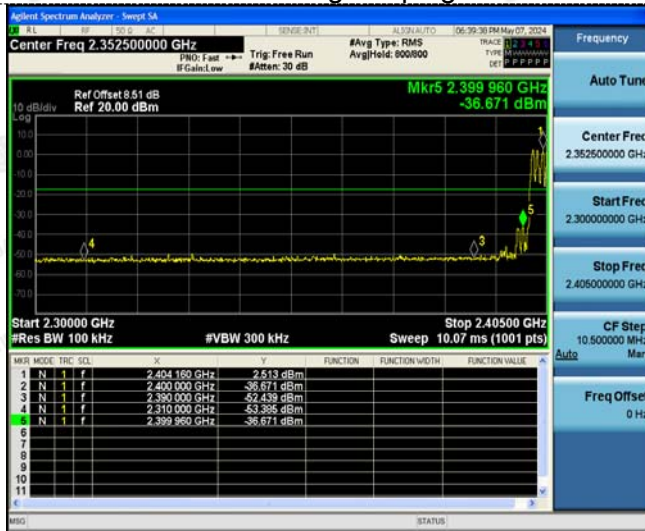 Agilent Spectrum Analyzer - Swept SA
RL RF 50 Ω AC SENSE:INT ALIGN AUTO 06:39:38 PM May 07, 2024
Center Freq 2.352500000 GHz
PNO: Fast
IFGain:Low
Trig: Free Run
#Atten: 30 dB
#Avg Type: RMS
Avg|Hold: 800/800
TRACE 1 2 3 4 5
TYPE
DET P P P P P P
Mkr5 2.399 960 GHz
-36.671 dBm
Ref Offset 8.51 dB
10 dB/div Ref 20.00 dBm
Log
10.0
0.00
-10.0
-20.0
-30.0
-40.0
-50.0
-60.0
-70.0
1
5
4
3
Start 2.30000 GHz Stop 2.40500 GHz
#Res BW 100 kHz #VBW 300 kHz Sweep 10.07 ms (1001 pts)
MKR MODE TRC SCL X Y FUNCTION FUNCTION WIDTH FUNCTION VALUE
1 N 1 f 2.404 160 GHz 2.513 dBm
2 N 1 f 2.400 000 GHz -36.671 dBm
3 N 1 f 2.390 000 GHz -52.439 dBm
4 N 1 f 2.310 000 GHz -53.385 dBm
5 N 1 f 2.399 960 GHz -36.671 dBm
6
7
8
9
10
11
MSG STATUS
Frequency
Auto Tune
Center Freq
2.352500000 GHz
Start Freq
2.300000000 GHz
Stop Freq
2.405000000 GHz
CF Step
10.500000 MHz
Auto Man
Freq Offset
0 Hz